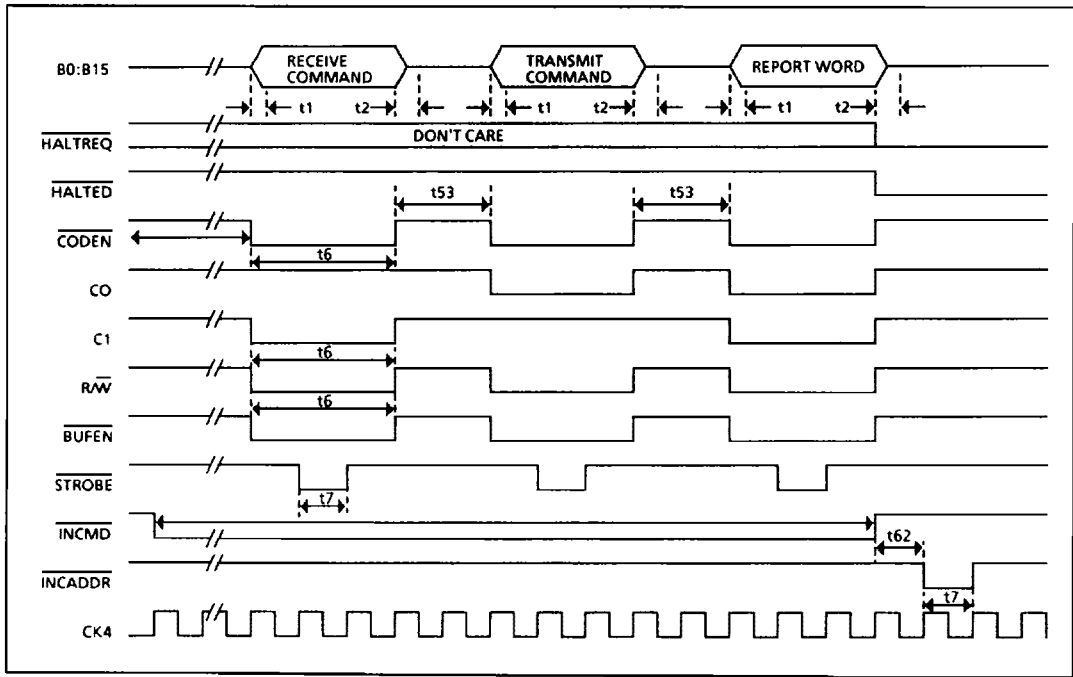 B0:B15
RECEIVE
COMMAND
TRANSMIT
COMMAND
REPORT WORD
t1 t2 t1 t2 t1 t2
HALTREQ
DON'T CARE
HALTED
t53 t53
CODEN
t6
CO
C1
t6
R/W
t6
BUFEN
STROBE
t7
INCMD
t62
INCADDR
t7
CK4